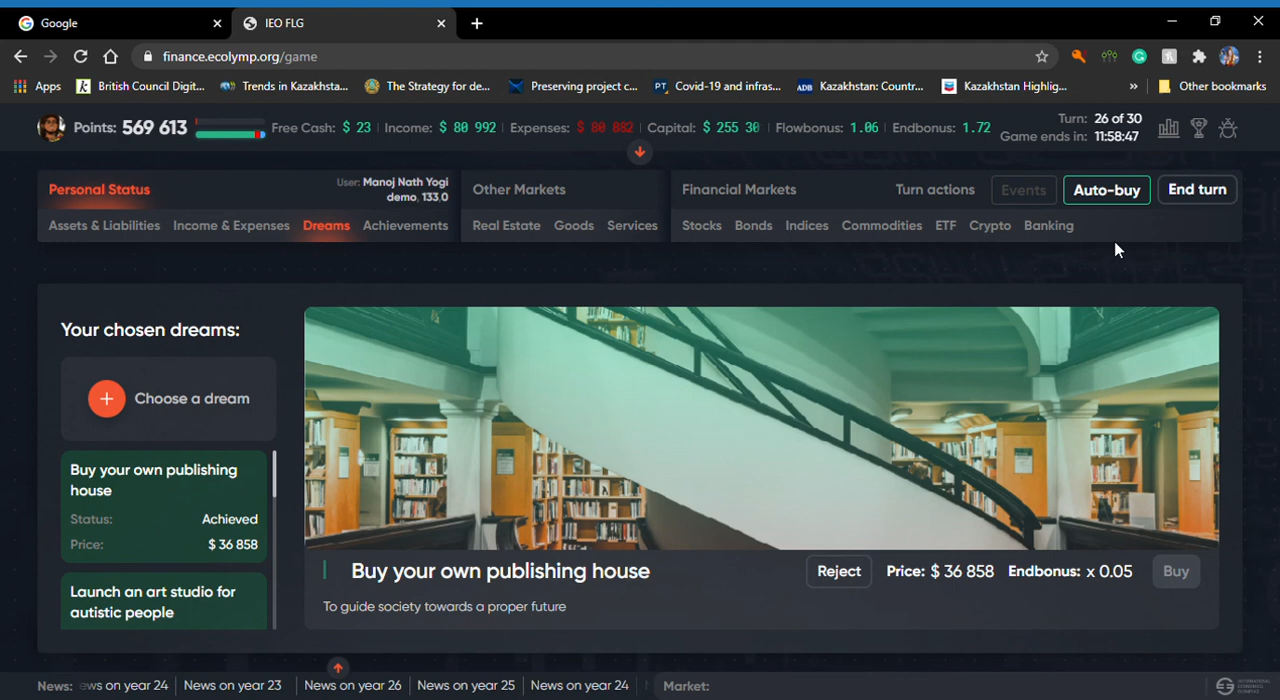 Google
IEO FLG
finance.ecolymp.org/game
Apps
British Council Digit...
Trends in Kazakhsta...
The Strategy for de...
Preserving project c...
Covid-19 and infras...
Kazakhstan: Countr...
Kazakhstan Highlig...
»
Other bookmarks
Points: 569 613
Free Cash: $ 23
Income: $ 80 992
Expenses: $ 80 882
Capital: $ 255 30
Flowbonus: 1.06
Endbonus: 1.72
Turn: 26 of 30
Game ends in: 11:58:47
Personal Status
User: Manoj Nath Yogi
demo, 133.0
Other Markets
Financial Markets
Turn actions
Events
Auto-buy
End turn
Assets & Liabilities
Income & Expenses
Dreams
Achievements
Real Estate
Goods
Services
Stocks
Bonds
Indices
Commodities
ETF
Crypto
Banking
Your chosen dreams:
Choose a dream
Buy your own publishing
house
Status: Achieved
Price: $ 36 858
Launch an art studio for
autistic people
Buy your own publishing house
Reject
Price: $ 36 858
Endbonus: x 0.05
Buy
To guide society towards a proper future
News:
ews on year 24
News on year 23
News on year 26
News on year 25
News on year 24
Market: